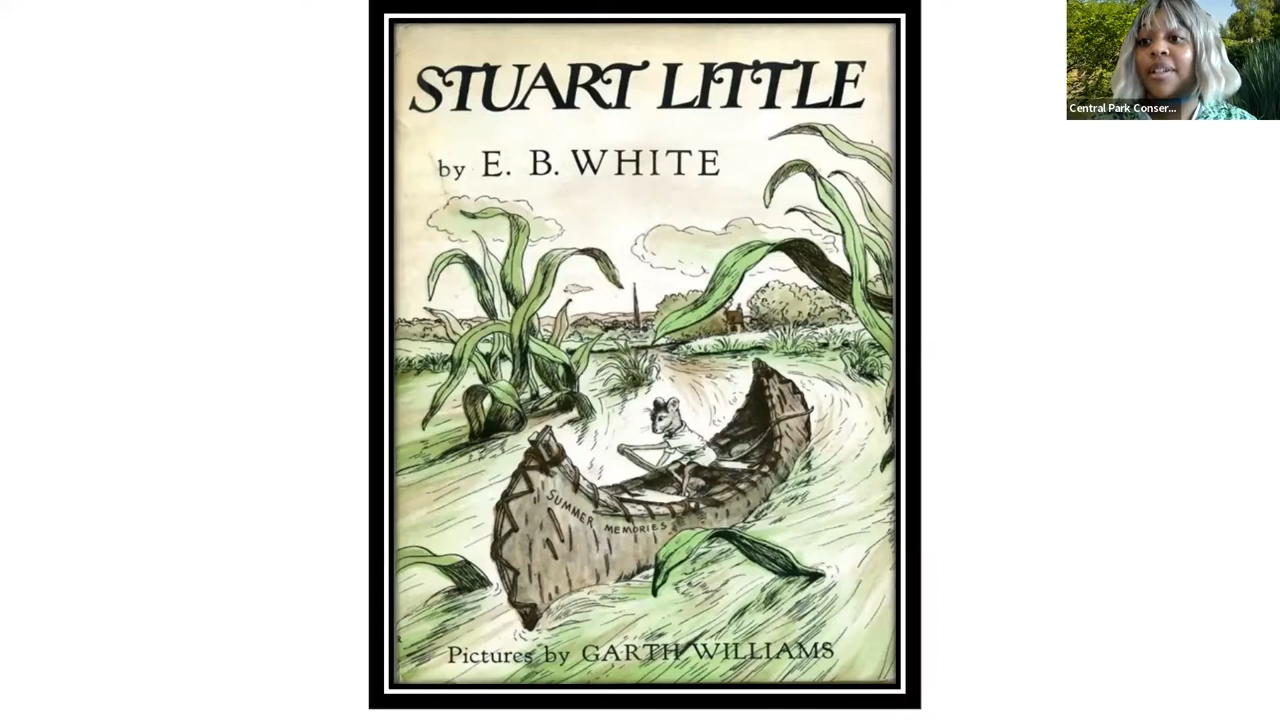 STUART LITTLE
by E. B. WHITE
SUMMER MEMORIES
Pictures by GARTH WILLIAMS
Central Park Conser...